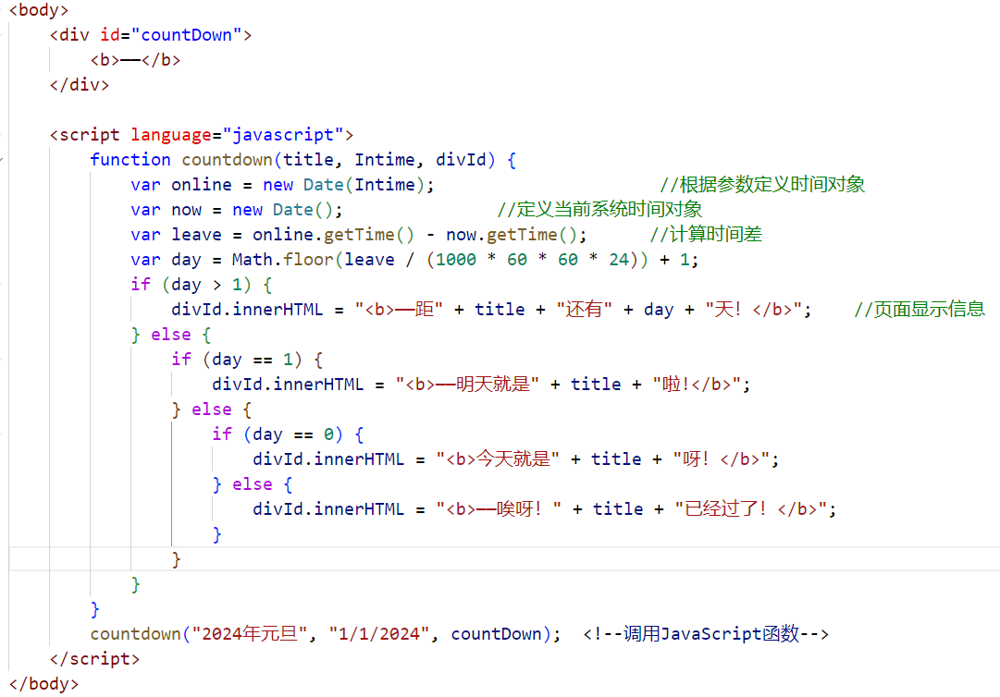 <body>
    <div id="countDown">
        <b>——</b>
    </div>

    <script language="javascript">
        function countdown(title, Intime, divId) {
            var online = new Date(Intime);                      //根据参数定义时间对象
            var now = new Date();               //定义当前系统时间对象
            var leave = online.getTime() - now.getTime();      //计算时间差
            var day = Math.floor(leave / (1000 * 60 * 60 * 24)) + 1;
            if (day > 1) {
                divId.innerHTML = "<b>——距" + title + "还有" + day + "天！</b>";    //页面显示信息
            } else {
                if (day == 1) {
                    divId.innerHTML = "<b>——明天就是" + title + "啦!</b>";
                } else {
                    if (day == 0) {
                        divId.innerHTML = "<b>今天就是" + title + "呀！</b>";
                    } else {
                        divId.innerHTML = "<b>——唉呀！" + title + "已经过了！</b>";
                    }
                }
            }
        }
        countdown("2024年元旦", "1/1/2024", countDown);  <!--调用JavaScript函数-->
    </script>
</body>